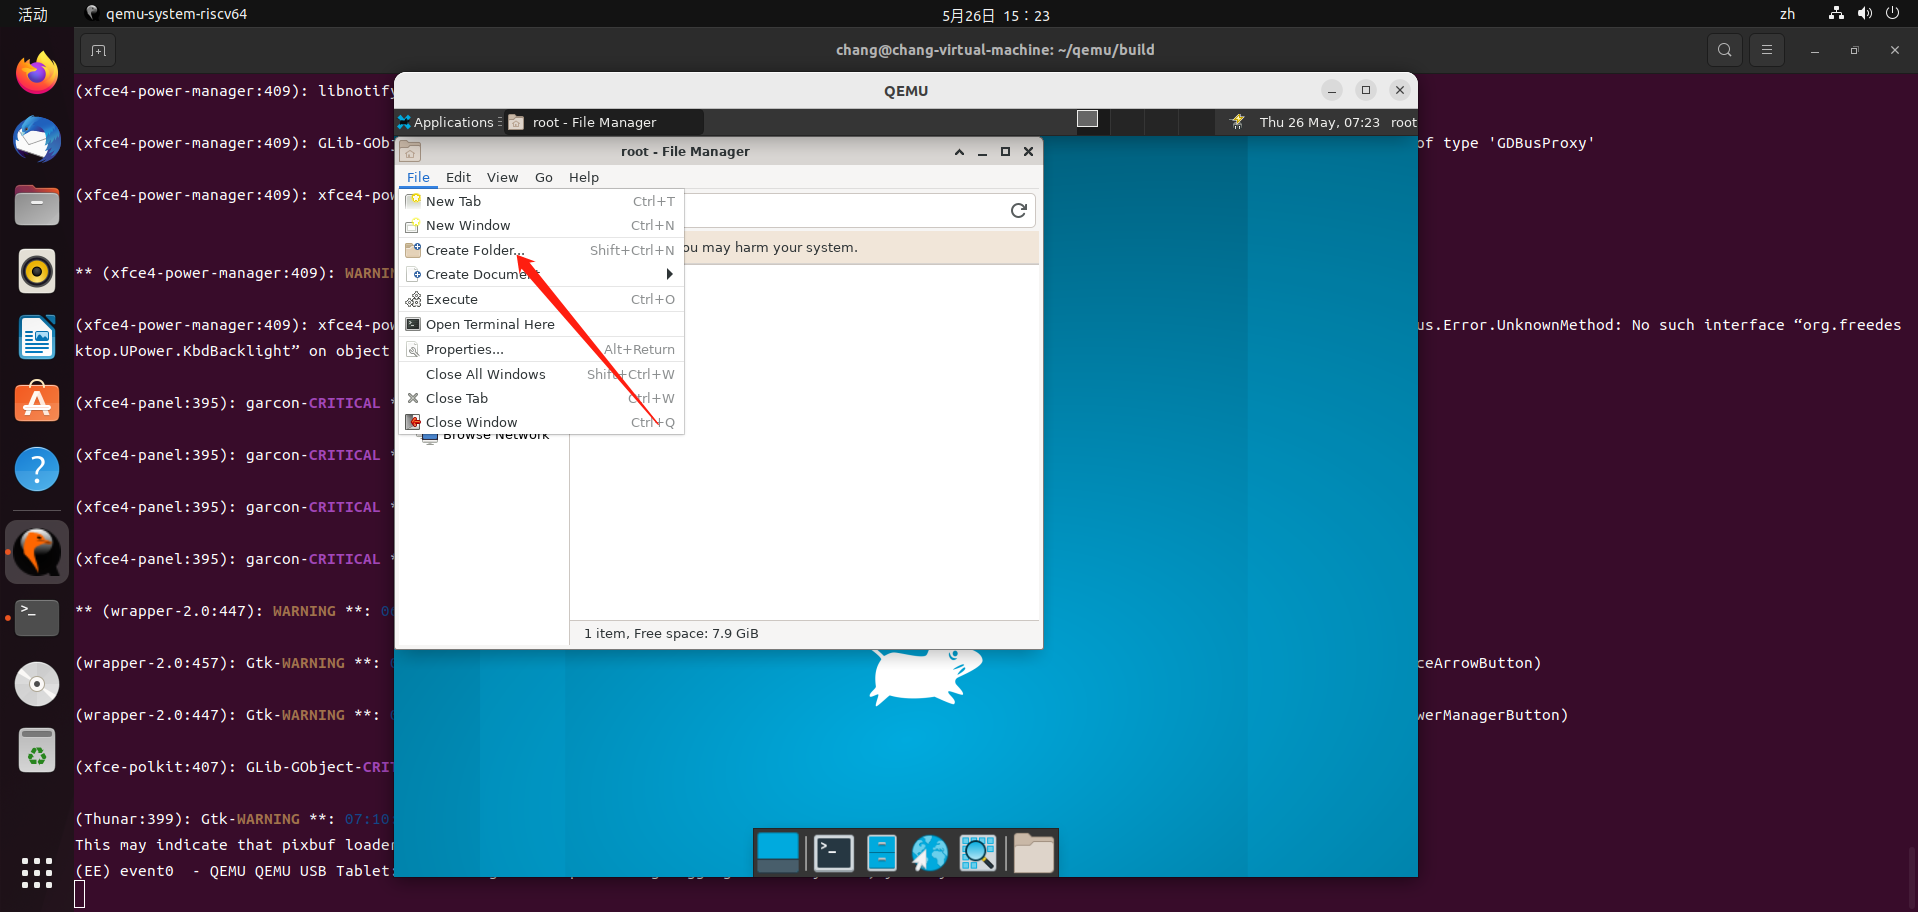 活动
qemu-system-riscv64
5月26日 15：23
zh
chang@chang-virtual-machine: ~/qemu/build
QEMU
Applications
root - File Manager
Thu 26 May, 07:23
root
root - File Manager
File Edit View Go Help
New Tab Ctrl+T
New Window Ctrl+N
Create Folder... Shift+Ctrl+N
Create Document
Execute Ctrl+O
Open Terminal Here
Properties... Alt+Return
Close All Windows Shift+Ctrl+W
Close Tab Ctrl+W
Close Window Ctrl+Q
Browse Network
you may harm your system.
1 item, Free space: 7.9 GiB
(xfce4-power-manager:409): libnotify
(xfce4-power-manager:409): GLib-GObj
of type 'GDBusProxy'
(xfce4-power-manager:409): xfce4-pow
** (xfce4-power-manager:409): WARNIN
(xfce4-power-manager:409): xfce4-pow
us.Error.UnknownMethod: No such interface “org.freedes
ktop.UPower.KbdBacklight” on object
(xfce4-panel:395): garcon-CRITICAL *
(xfce4-panel:395): garcon-CRITICAL *
(xfce4-panel:395): garcon-CRITICAL *
(xfce4-panel:395): garcon-CRITICAL *
** (wrapper-2.0:447): WARNING **: 06
(wrapper-2.0:457): Gtk-WARNING **:
ceArrowButton)
(wrapper-2.0:447): Gtk-WARNING **:
werManagerButton)
(xfce-polkit:407): GLib-GObject-CRIT
(Thunar:399): Gtk-WARNING **: 07:10:
This may indicate that pixbuf loader
(EE) event0 - QEMU QEMU USB Tablet: